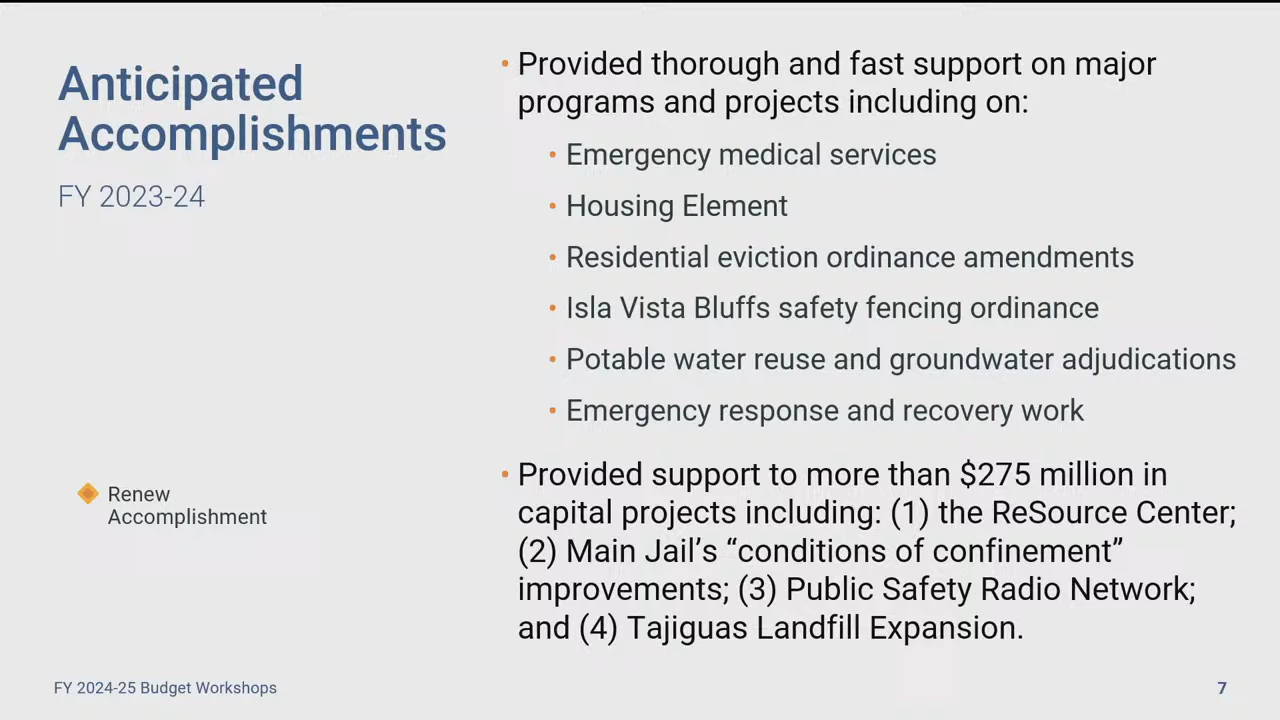 Anticipated
Accomplishments
FY 2023-24
• Provided thorough and fast support on major
programs and projects including on:
• Emergency medical services
• Housing Element
• Residential eviction ordinance amendments
• Isla Vista Bluffs safety fencing ordinance
• Potable water reuse and groundwater adjudications
• Emergency response and recovery work
• Provided support to more than $275 million in
capital projects including: (1) the ReSource Center;
(2) Main Jail’s “conditions of confinement”
improvements; (3) Public Safety Radio Network;
and (4) Tajiguas Landfill Expansion.
Renew
Accomplishment
FY 2024-25 Budget Workshops
7